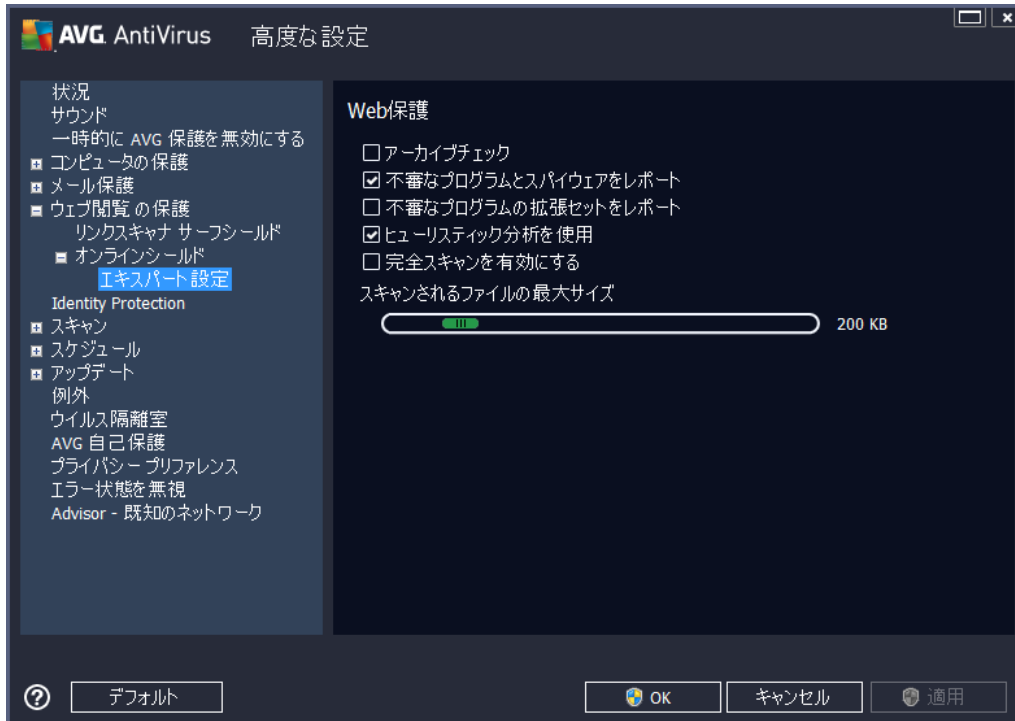 AVG. AntiVirus 高度な設定
状況
サウンド
一時的に AVG 保護を無効にする
コンピュータの保護
メール保護
ウェブ閲覧 の保護
リンクスキャナ サーフシールド
オンラインシールド
エキスパート設定
Identity Protection
スキャン
スケジュール
アップデート
例外
ウイルス隔離室
AVG 自己保護
プライバシー プリファレンス
エラー状態を無視
Advisor - 既知のネットワーク
Web保護
アーカイブチェック
不審なプログラムとスパイウェアをレポート
不審なプログラムの拡張セットをレポート
ヒューリスティック分析を使用
完全スキャンを有効にする
スキャンされるファイルの最大サイズ
200 KB
?
デフォルト
OK
キャンセル
適用